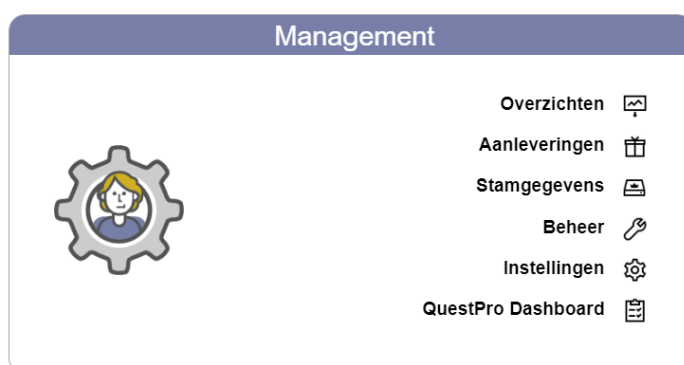 Management
Overzichten
Aanleveringen
Stamgegevens
Beheer
Instellingen
QuestPro Dashboard